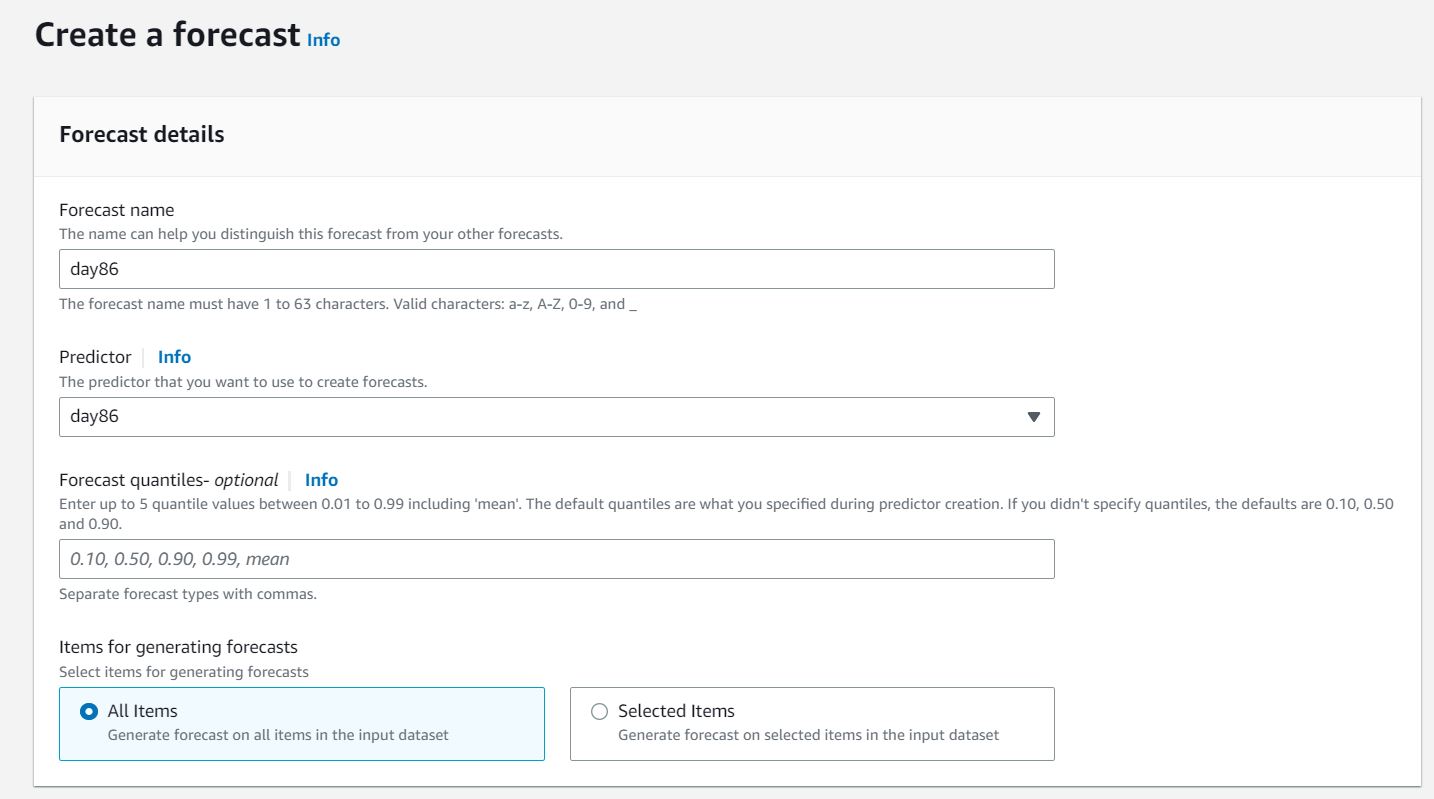 Create a forecast Info
Forecast details
Forecast name
The name can help you distinguish this forecast from your other forecasts.
day86
The forecast name must have 1 to 63 characters. Valid characters: a-z, A-Z, 0-9, and _
Predictor Info
The predictor that you want to use to create forecasts.
day86
Forecast quantiles- optional Info
Enter up to 5 quantile values between 0.01 to 0.99 including 'mean'. The default quantiles are what you specified during predictor creation. If you didn't specify quantiles, the defaults are 0.10, 0.50
and 0.90.
0.10, 0.50, 0.90, 0.99, mean
Separate forecast types with commas.
Items for generating forecasts
Select items for generating forecasts
All Items Selected Items
Generate forecast on all items in the input dataset Generate forecast on selected items in the input dataset